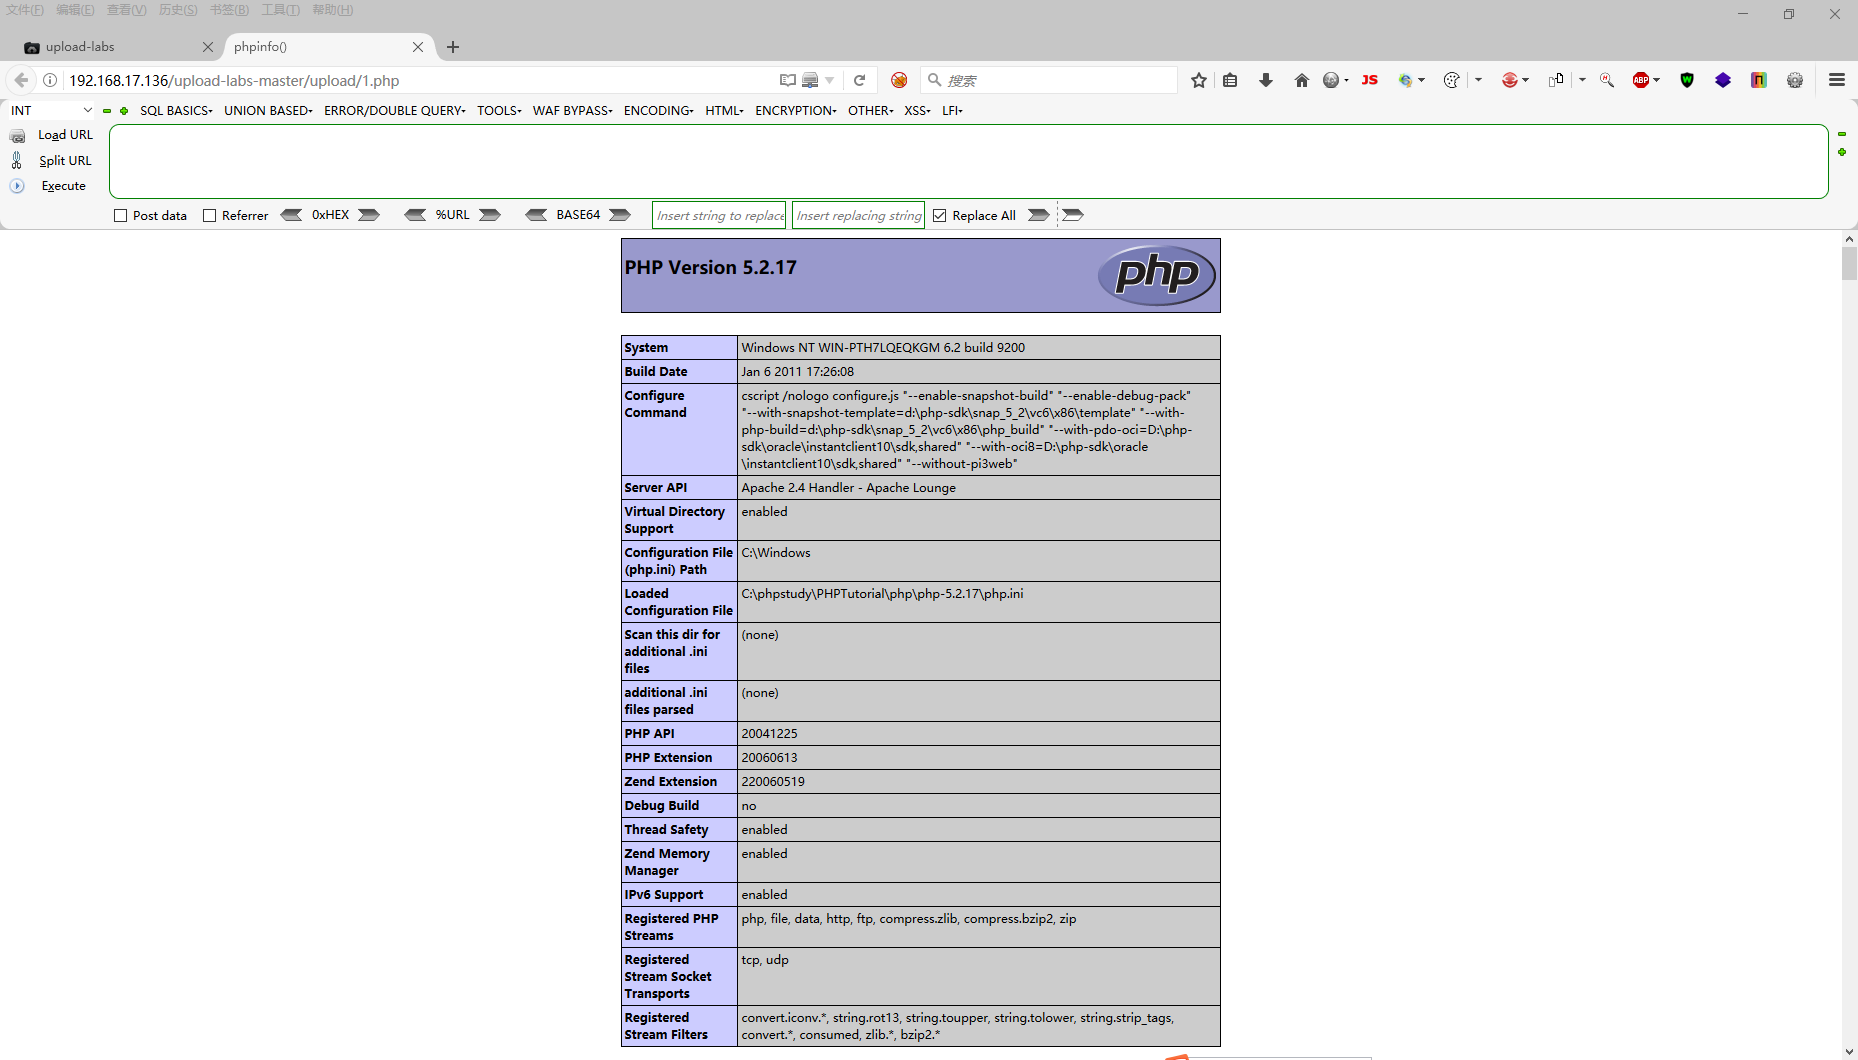 文件(F) 编辑(E) 查看(V) 历史(S) 书签(B) 工具(T) 帮助(H)
upload-labs
phpinfo()
192.168.17.136/upload-labs-master/upload/1.php
搜索
JS
ABP
INT
SQL BASICS
UNION BASED
ERROR/DOUBLE QUERY
TOOLS
WAF BYPASS
ENCODING
HTML
ENCRYPTION
OTHER
XSS
LFI
Load URL
Split URL
Execute
Post data
Referrer
0xHEX
%URL
BASE64
Insert string to replace
Insert replacing string
Replace All
PHP Version 5.2.17
php
System
Windows NT WIN-PTH7LQEQKGM 6.2 build 9200
Build Date
Jan 6 2011 17:26:08
Configure
Command
cscript /nologo configure.js "--enable-snapshot-build" "--enable-debug-pack"
"--with-snapshot-template=d:\php-sdk\snap_5_2\vc6\x86\template" "--with-
php-build=d:\php-sdk\snap_5_2\vc6\x86\php_build" "--with-pdo-oci=D:\php-
sdk\oracle\instantclient10\sdk,shared" "--with-oci8=D:\php-sdk\oracle
\instantclient10\sdk,shared" "--without-pi3web"
Server API
Apache 2.4 Handler - Apache Lounge
Virtual Directory
Support
enabled
Configuration File
(php.ini) Path
C:\Windows
Loaded
Configuration File
C:\phpstudy\PHPTutorial\php\php-5.2.17\php.ini
Scan this dir for
additional .ini
files
(none)
additional .ini
files parsed
(none)
PHP API
20041225
PHP Extension
20060613
Zend Extension
220060519
Debug Build
no
Thread Safety
enabled
Zend Memory
Manager
enabled
IPv6 Support
enabled
Registered PHP
Streams
php, file, data, http, ftp, compress.zlib, compress.bzip2, zip
Registered
Stream Socket
Transports
tcp, udp
Registered
Stream Filters
convert.iconv.*, string.rot13, string.toupper, string.tolower, string.strip_tags,
convert.*, consumed, zlib.*, bzip2.*